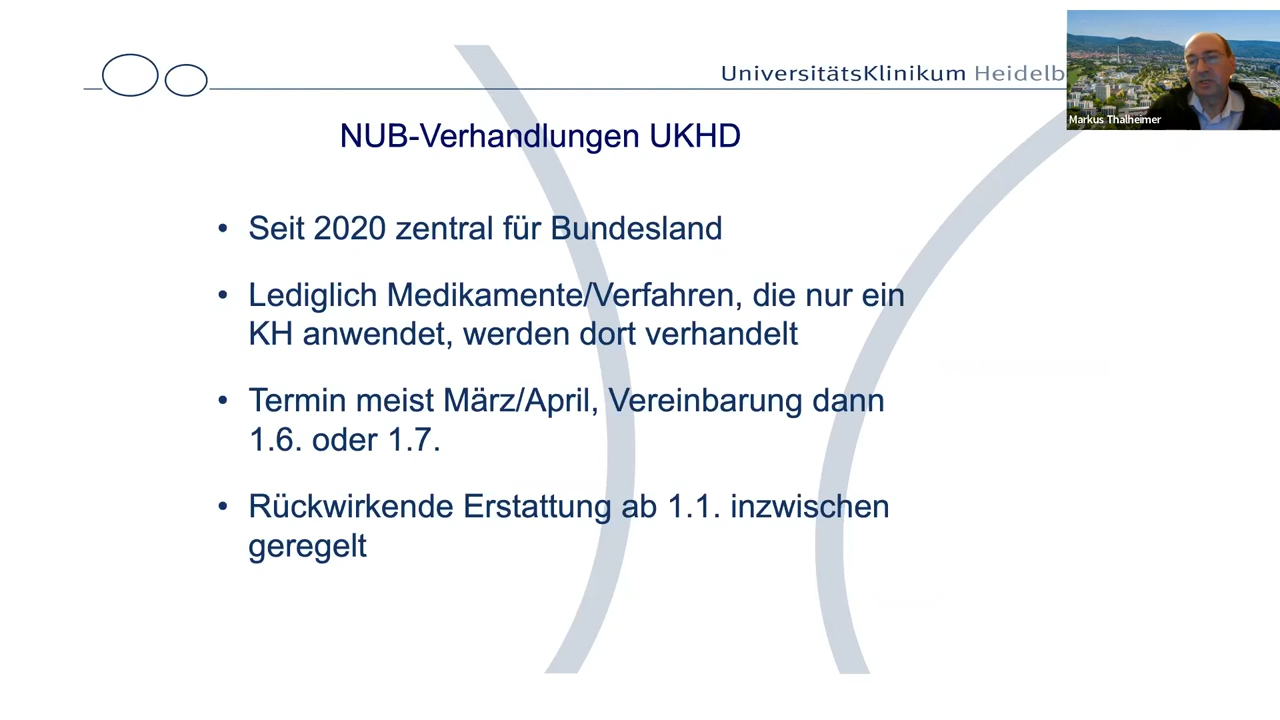 UniversitätsKlinikum Heidelb
Markus Thalheimer
NUB-Verhandlungen UKHD
• Seit 2020 zentral für Bundesland
• Lediglich Medikamente/Verfahren, die nur ein
KH anwendet, werden dort verhandelt
• Termin meist März/April, Vereinbarung dann
1.6. oder 1.7.
• Rückwirkende Erstattung ab 1.1. inzwischen
geregelt